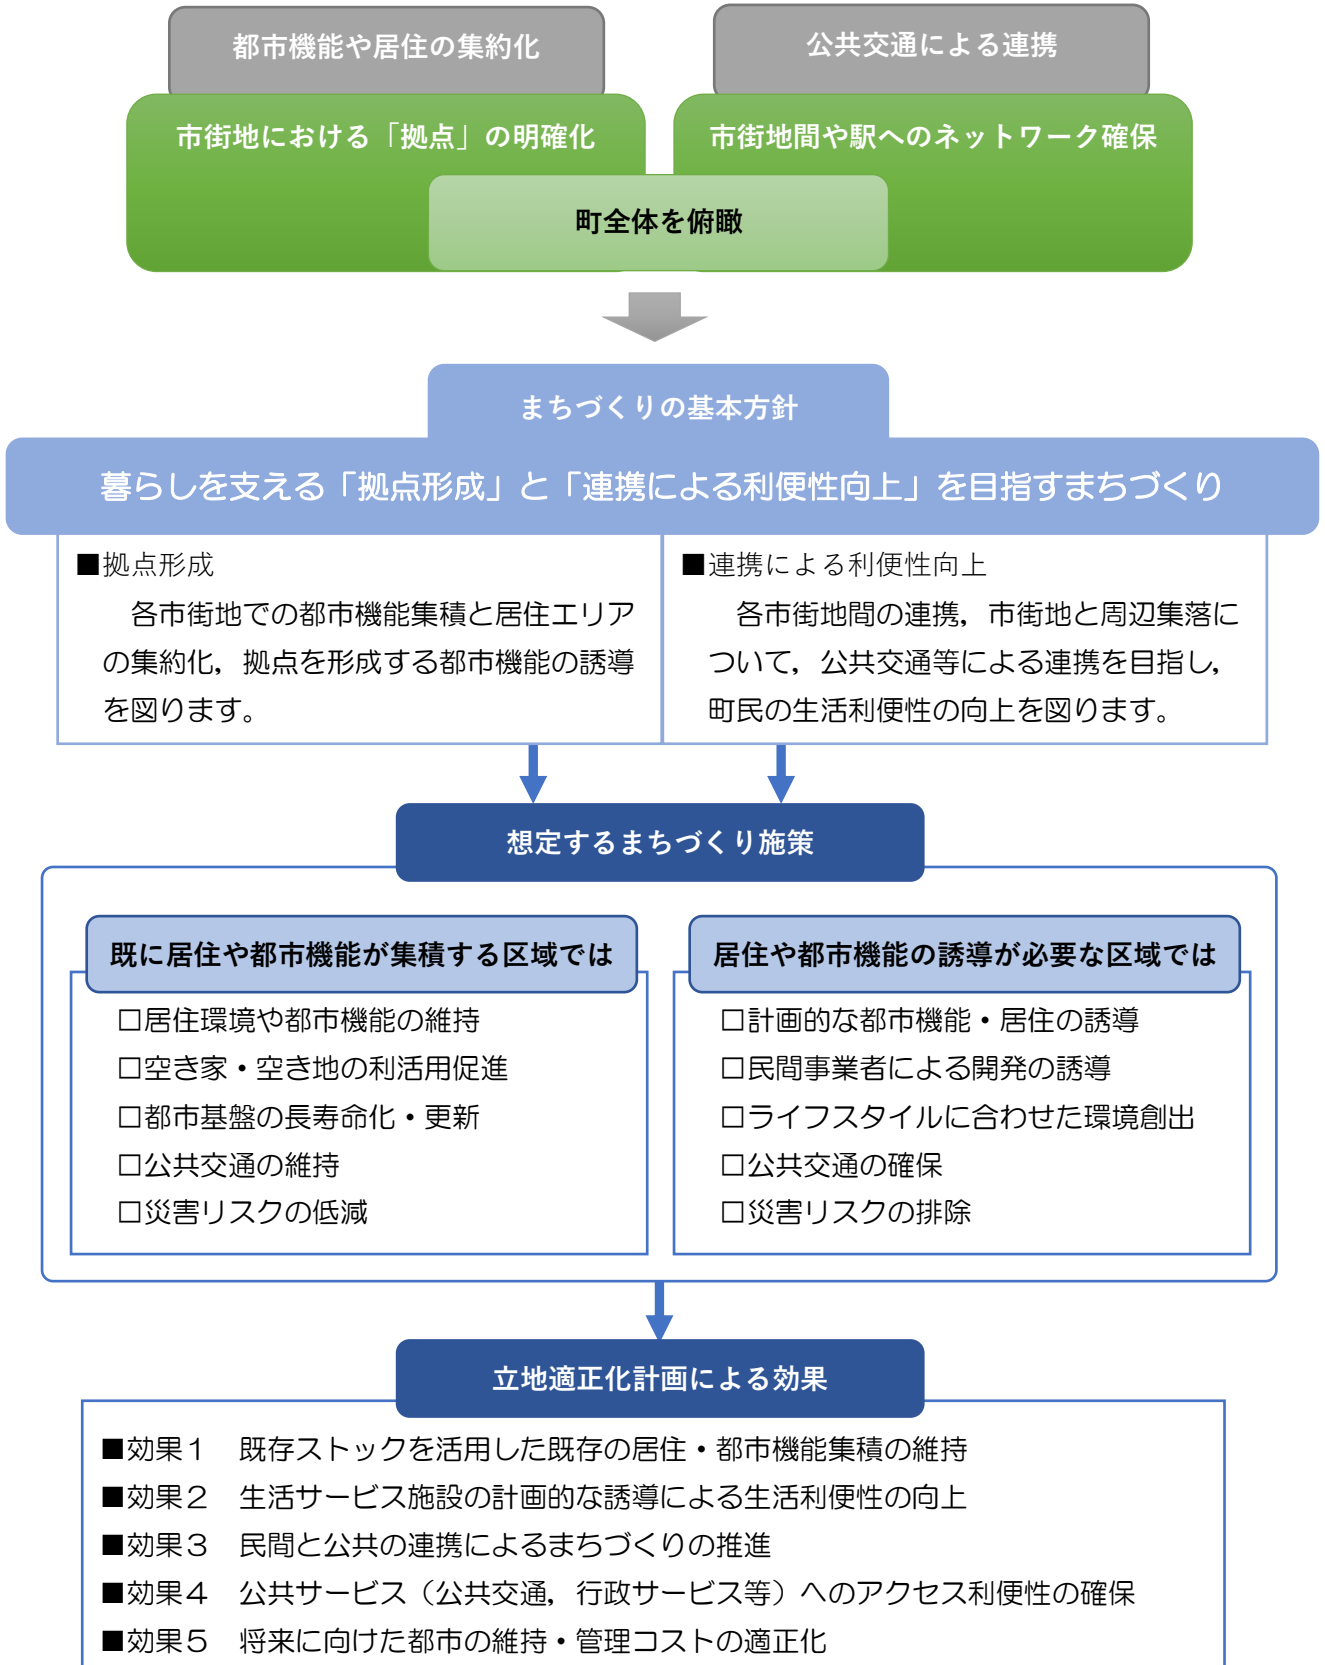 都市機能や居住の集約化
公共交通による連携
市街地における「拠点」の明確化
市街地間や駅へのネットワーク確保
町全体を俯瞰
まちづくりの基本方針
暮らしを支える「拠点形成」と「連携による利便性向上」を目指すまちづくり
■拠点形成
各市街地での都市機能集積と居住エリア
の集約化，拠点を形成する都市機能の誘導
を図ります。
■連携による利便性向上
各市街地間の連携，市街地と周辺集落に
ついて，公共交通等による連携を目指し，
町民の生活利便性の向上を図ります。
想定するまちづくり施策
既に居住や都市機能が集積する区域では
□居住環境や都市機能の維持
□空き家・空き地の利活用促進
□都市基盤の長寿命化・更新
□公共交通の維持
□災害リスクの低減
居住や都市機能の誘導が必要な区域では
□計画的な都市機能・居住の誘導
□民間事業者による開発の誘導
□ライフスタイルに合わせた環境創出
□公共交通の確保
□災害リスクの排除
立地適正化計画による効果
■効果１　既存ストックを活用した既存の居住・都市機能集積の維持
■効果２　生活サービス施設の計画的な誘導による生活利便性の向上
■効果３　民間と公共の連携によるまちづくりの推進
■効果４　公共サービス（公共交通，行政サービス等）へのアクセス利便性の確保
■効果５　将来に向けた都市の維持・管理コストの適正化